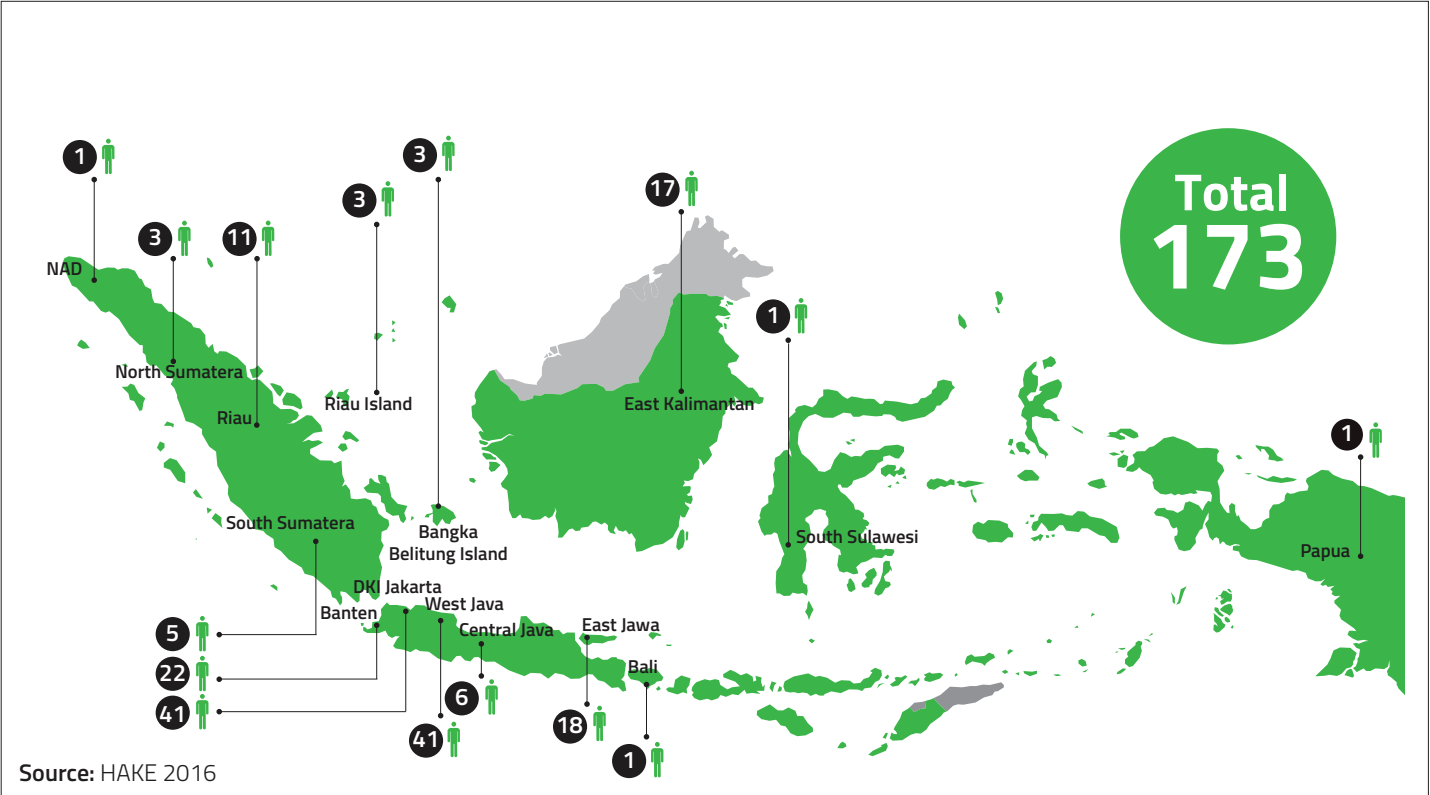 3
1
17
3
Total
173
3
11
NAD
1
North Sumatera
Riau Island
East Kalimantan
Riau
1
South Sumatera
Bangka
Belitung Island
South Sulawesi
Papua
DKI Jakarta
Banten
West Java
Central Java
East Jawa
5
22
Bali
6
41
41
18
1
Source: HAKE 2016